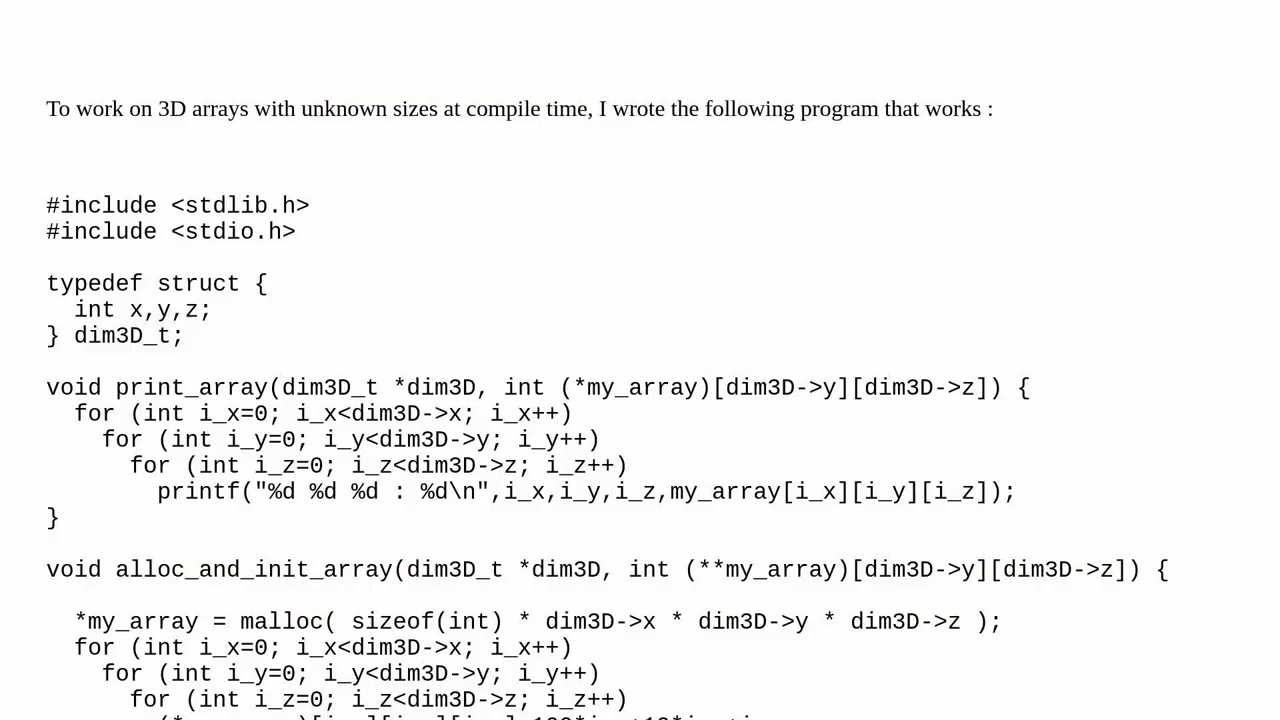 To work on 3D arrays with unknown sizes at compile time, I wrote the following program that works :
#include <stdlib.h>
#include <stdio.h>
typedef struct {
  int x,y,z;
} dim3D_t;
void print_array(dim3D_t *dim3D, int (*my_array)[dim3D->y][dim3D->z]) {
  for (int i_x=0; i_x<dim3D->x; i_x++)
    for (int i_y=0; i_y<dim3D->y; i_y++)
      for (int i_z=0; i_z<dim3D->z; i_z++)
        printf("%d %d %d : %d\n",i_x,i_y,i_z,my_array[i_x][i_y][i_z]);
}
void alloc_and_init_array(dim3D_t *dim3D, int (**my_array)[dim3D->y][dim3D->z]) {
  *my_array = malloc( sizeof(int) * dim3D->x * dim3D->y * dim3D->z );
  for (int i_x=0; i_x<dim3D->x; i_x++)
    for (int i_y=0; i_y<dim3D->y; i_y++)
      for (int i_z=0; i_z<dim3D->z; i_z++)